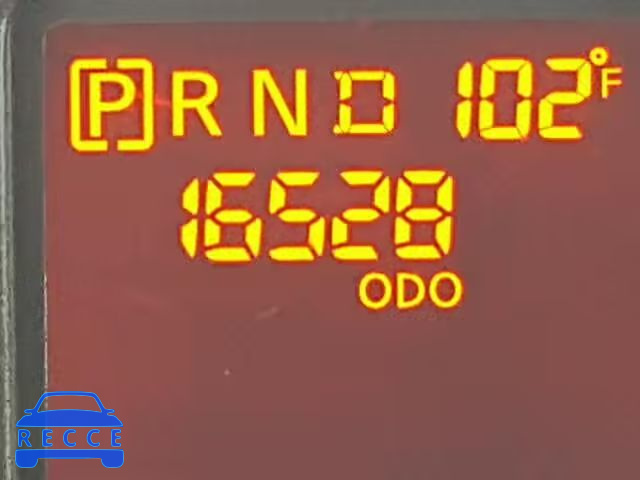 [P] R N D 102°F
16528
ODO
RECCE